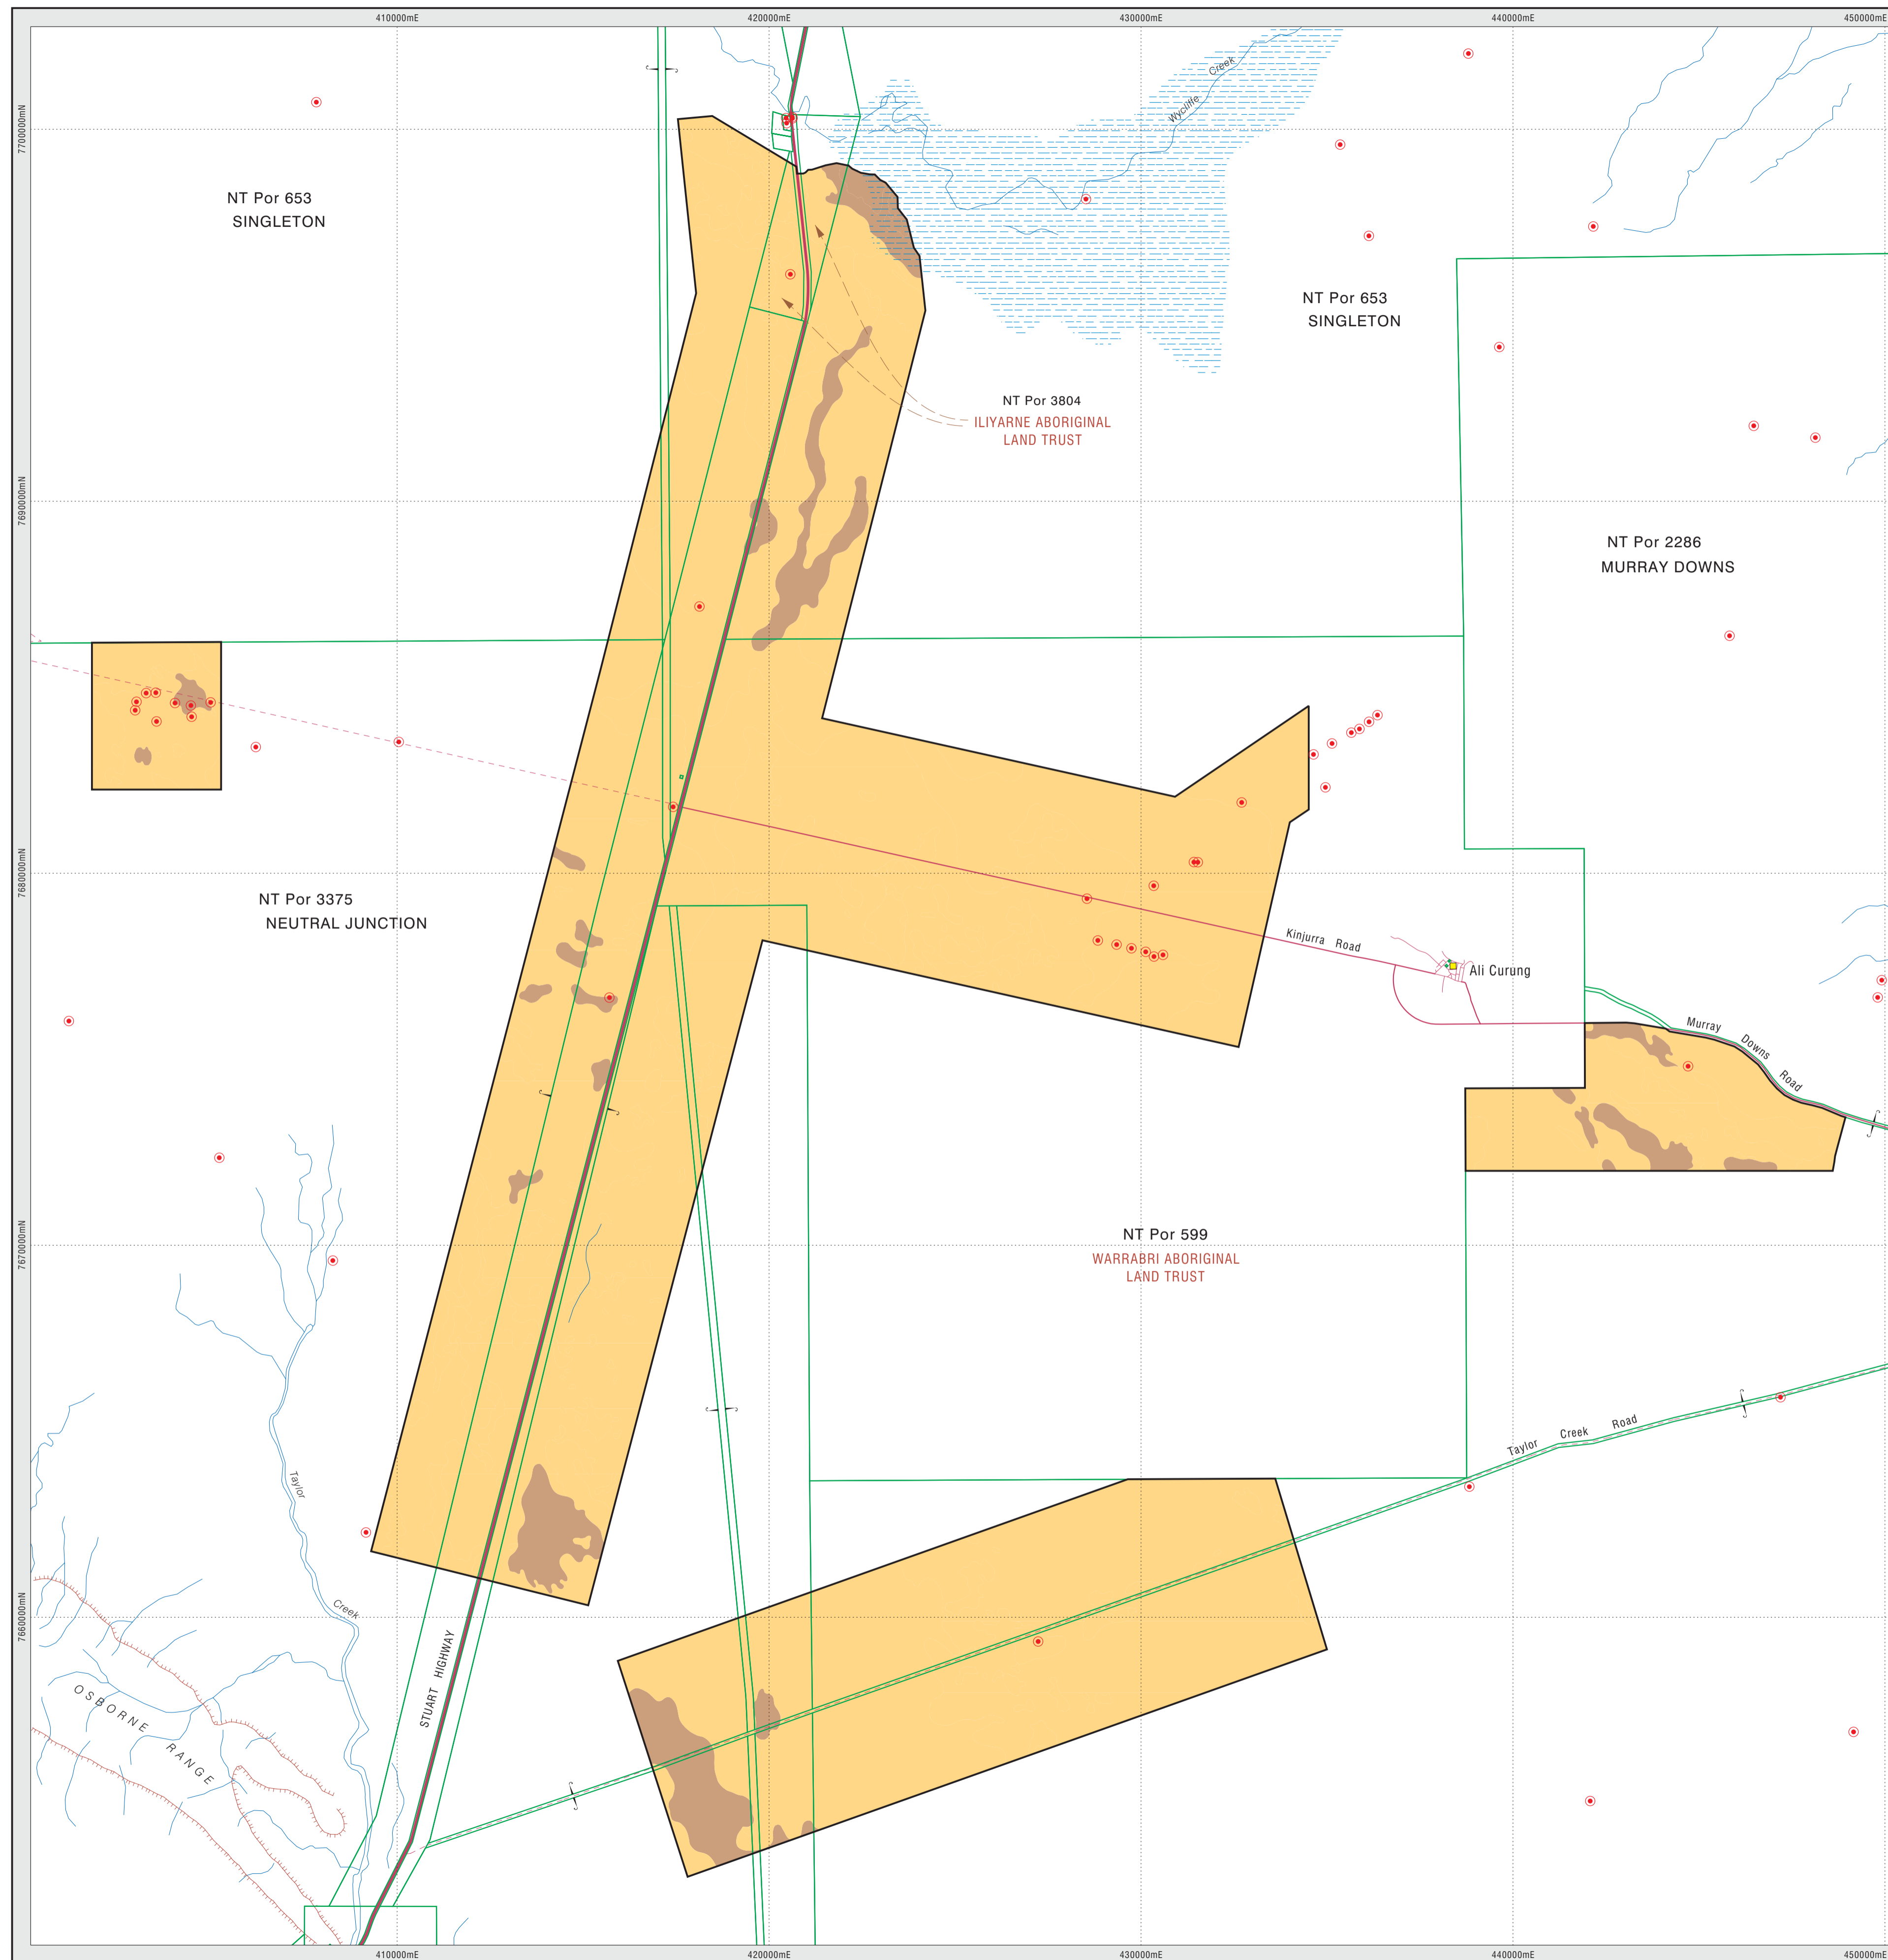 410000mE
420000mE
430000mE
440000mE
450000mE
7700000mN
Wycliffe
Creek
NT Por 653
SINGLETON
NT Por 653
SINGLETON
NT Por 3804
ILIYARNE ABORIGINAL
LAND TRUST
7690000mN
NT Por 2286
MURRAY DOWNS
7680000mN
NT Por 3375
NEUTRAL JUNCTION
Kinjurra Road
Ali Curung
Murray
Downs
Road
NT Por 599
WARRABRI ABORIGINAL
LAND TRUST
7670000mN
Taylor
Creek
Road
Taylor
Creek
7660000mN
STUART HIGHWAY
OSBORNE
RANGE
410000mE
420000mE
430000mE
440000mE
450000mE